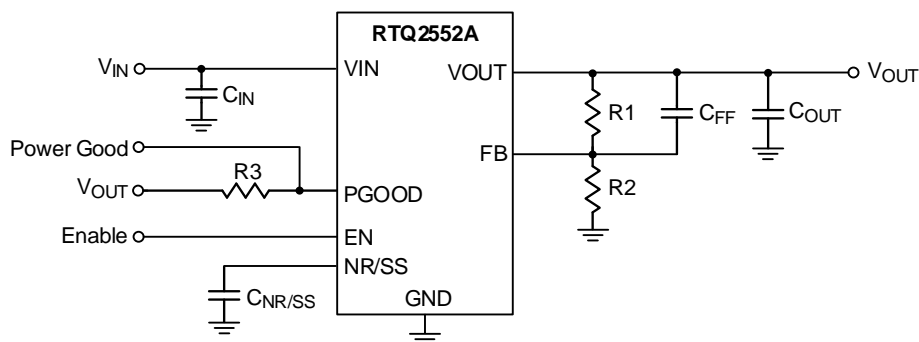 RTQ2552A
VIN
VIN
CIN
VOUT
VOUT
R1
CFF
COUT
Power Good
FB
R3
VOUT
PGOOD
R2
Enable
EN
NR/SS
CNR/SS
GND